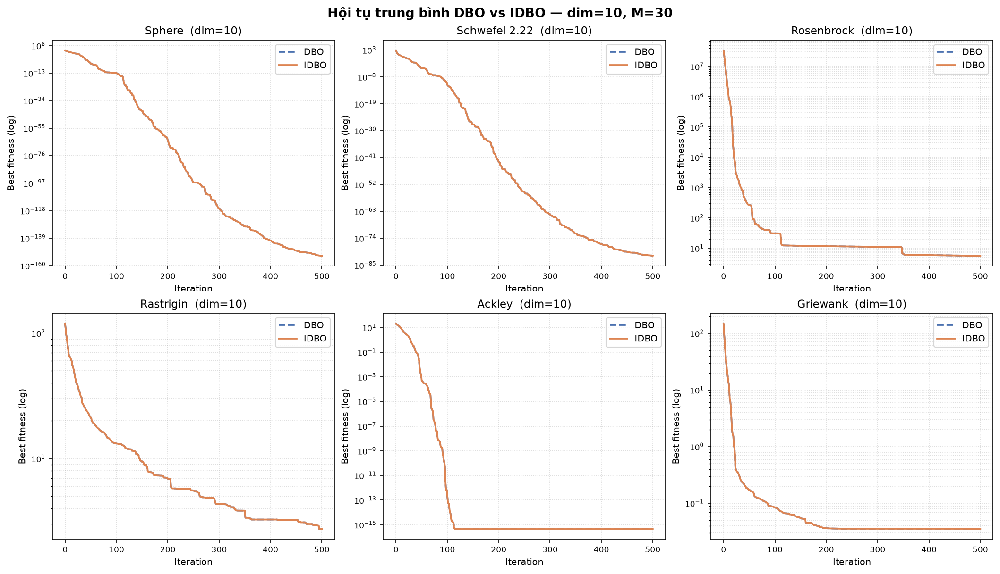 Hội tụ trung bình DBO vs IDBO — dim=10, M=30
Sphere (dim=10)
Best fitness (log)
10^8
10^-13
10^-34
10^-55
10^-76
10^-97
10^-118
10^-139
10^-160
DBO
IDBO
0 100 200 300 400 500
Iteration
Schwefel 2.22 (dim=10)
Best fitness (log)
10^3
10^-8
10^-19
10^-30
10^-41
10^-52
10^-63
10^-74
10^-85
DBO
IDBO
0 100 200 300 400 500
Iteration
Rosenbrock (dim=10)
Best fitness (log)
10^7
10^6
10^5
10^4
10^3
10^2
10^1
DBO
IDBO
0 100 200 300 400 500
Iteration
Rastrigin (dim=10)
Best fitness (log)
10^2
10^1
DBO
IDBO
0 100 200 300 400 500
Iteration
Ackley (dim=10)
Best fitness (log)
10^1
10^-1
10^-3
10^-5
10^-7
10^-9
10^-11
10^-13
10^-15
DBO
IDBO
0 100 200 300 400 500
Iteration
Griewank (dim=10)
Best fitness (log)
10^2
10^1
10^0
10^-1
DBO
IDBO
0 100 200 300 400 500
Iteration